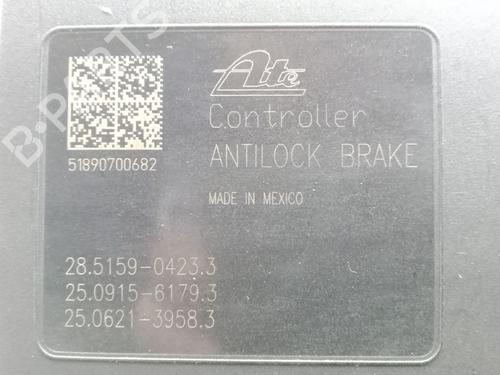 Ate
Controller
ANTILOCK BRAKE
51890700682
MADE IN MEXICO
28.5159-0423.3
25.0915-6179.3
25.0621-3958.3
B-PARTS